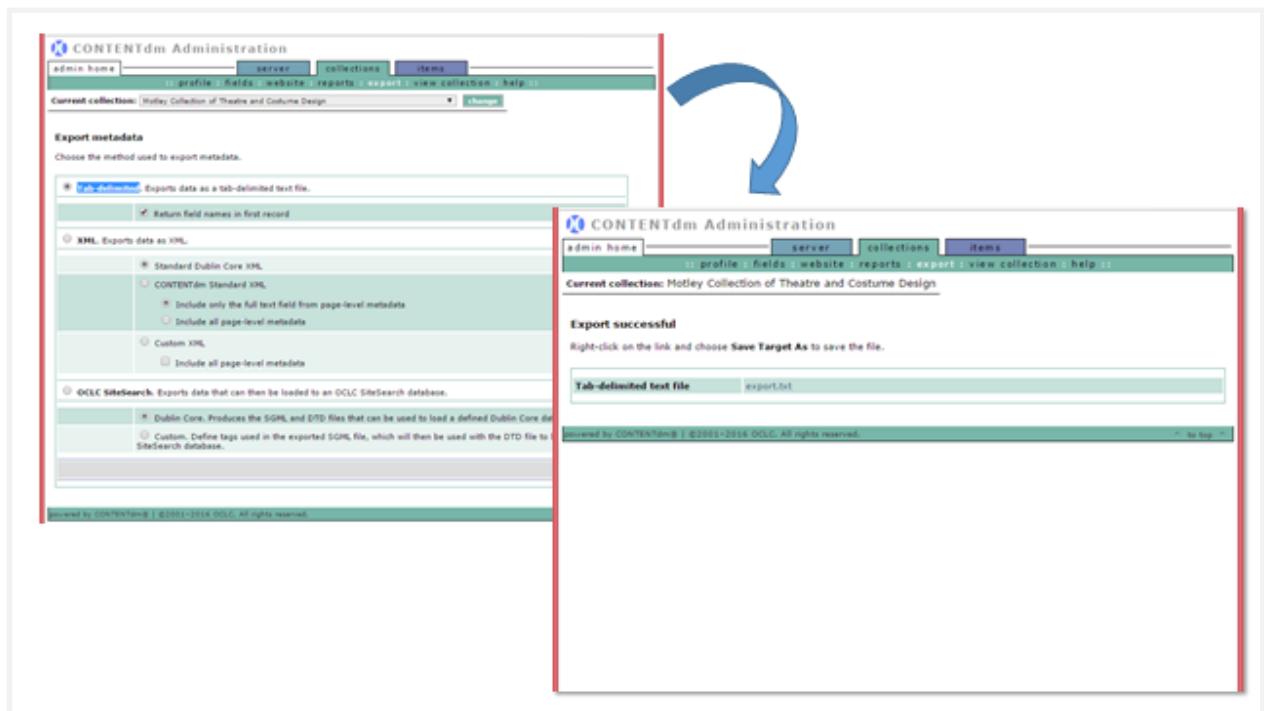 CONTENTdm Administration
admin home server collections items
:: profile : fields : website : reports : export : view collection : help ::
Current collection: Motley Collection of Theatre and Costume Design change
Export metadata
Choose the method used to export metadata.
Tab-delimited. Exports data as a tab-delimited text file.
Return field names in first record
XML. Exports data as XML.
Standard Dublin Core XML.
CONTENTdm Standard XML.
Include only the full text field from page-level metadata
Include all page-level metadata
Custom XML.
Include all page-level metadata
OCLC SiteSearch. Exports data that can then be loaded to an OCLC SiteSearch database.
Dublin Core. Produces the SGML and DTD files that can be used to load a defined Dublin Core
Custom. Define tags used in the exported SGML file, which will then be used with the DTD file to
SiteSearch database.
powered by CONTENTdm® | ©2001-2016 OCLC. All rights reserved.
CONTENTdm Administration
admin home server collections items
:: profile : fields : website : reports : export : view collection : help ::
Current collection: Motley Collection of Theatre and Costume Design
Export successful
Right-click on the link and choose Save Target As to save the file.
Tab-delimited text file export.txt
powered by CONTENTdm® | ©2001-2016 OCLC. All rights reserved. ^ to top ^